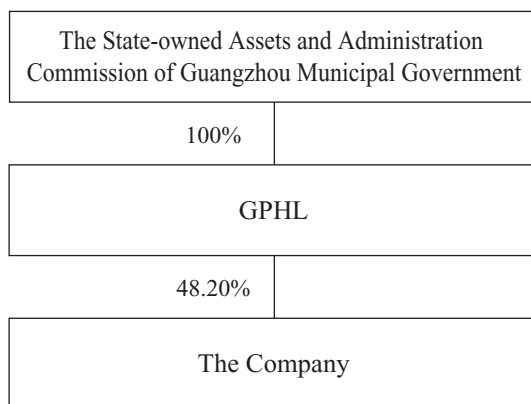 The State-owned Assets and Administration
Commission of Guangzhou Municipal Government
100%
GPHL
48.20%
The Company